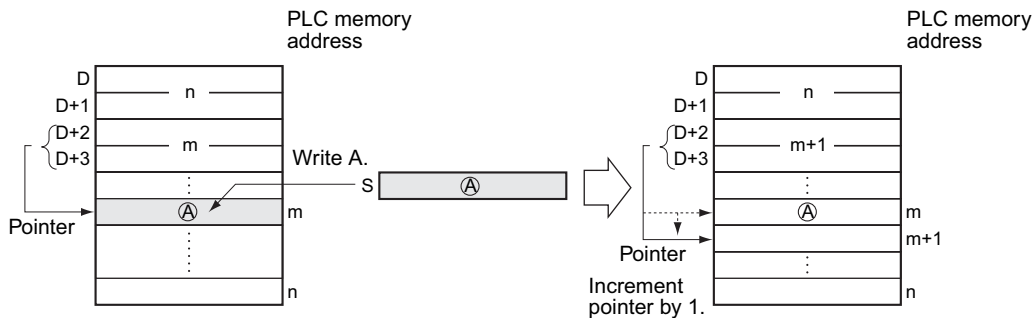 PLC memory
address
D
n
D+1
D+2
m
D+3
Write A.
S
A
A
m
Pointer
n
PLC memory
address
D
n
D+1
D+2
m+1
D+3
A
m
m+1
Pointer
Increment
pointer by 1.
n